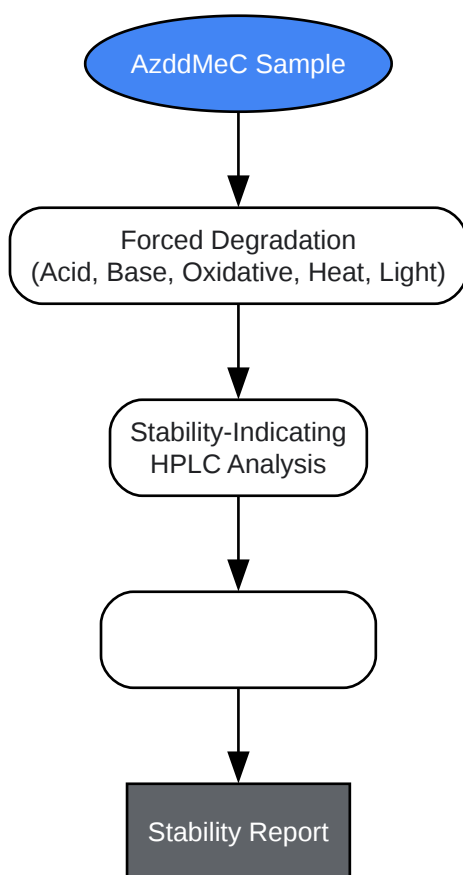 AzddMeC Sample
Forced Degradation
(Acid, Base, Oxidative, Heat, Light)
Stability-Indicating
HPLC Analysis
Stability Report